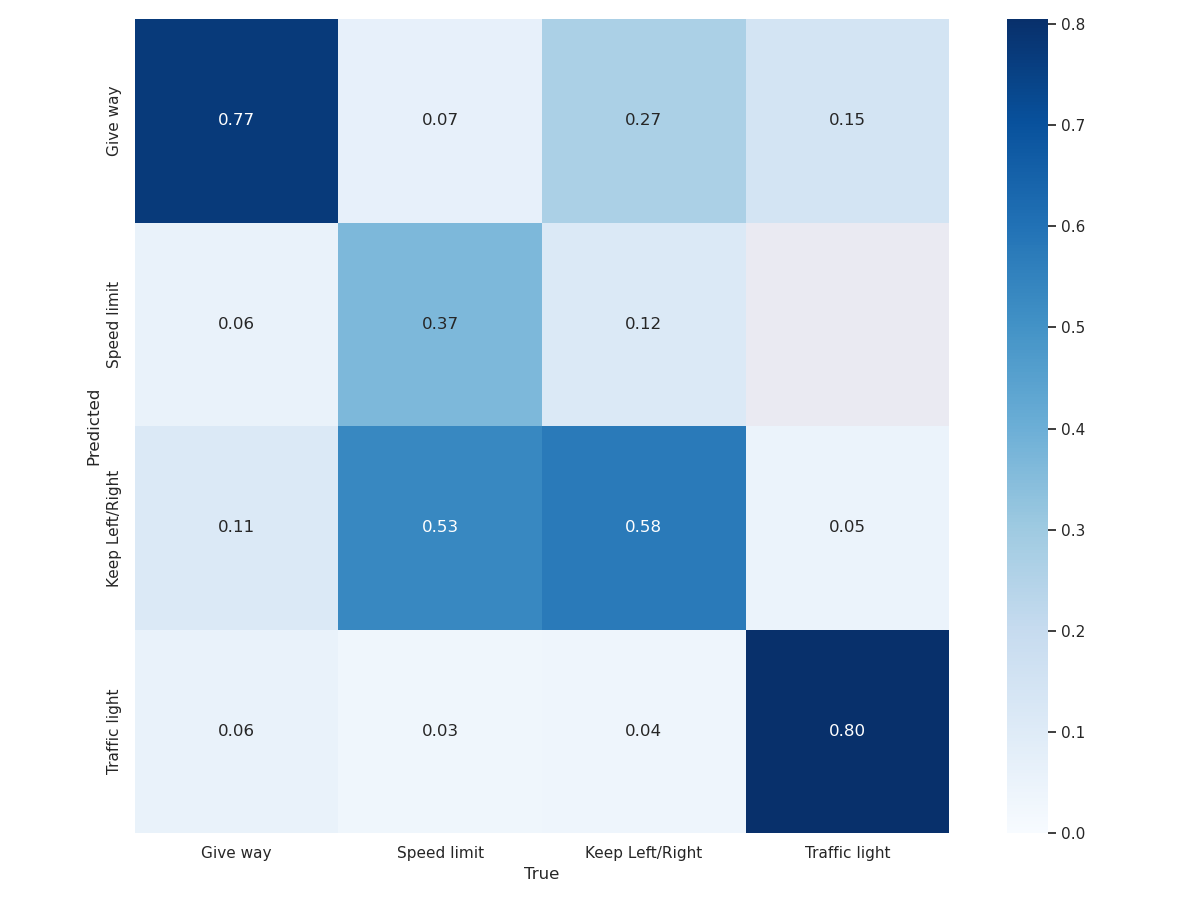 Predicted
Give way
Speed limit
Keep Left/Right
Traffic light
0.77 0.07 0.27 0.15
0.06 0.37 0.12
0.11 0.53 0.58 0.05
0.06 0.03 0.04 0.80
Give way Speed limit Keep Left/Right Traffic light
True
0.8
0.7
0.6
0.5
0.4
0.3
0.2
0.1
0.0